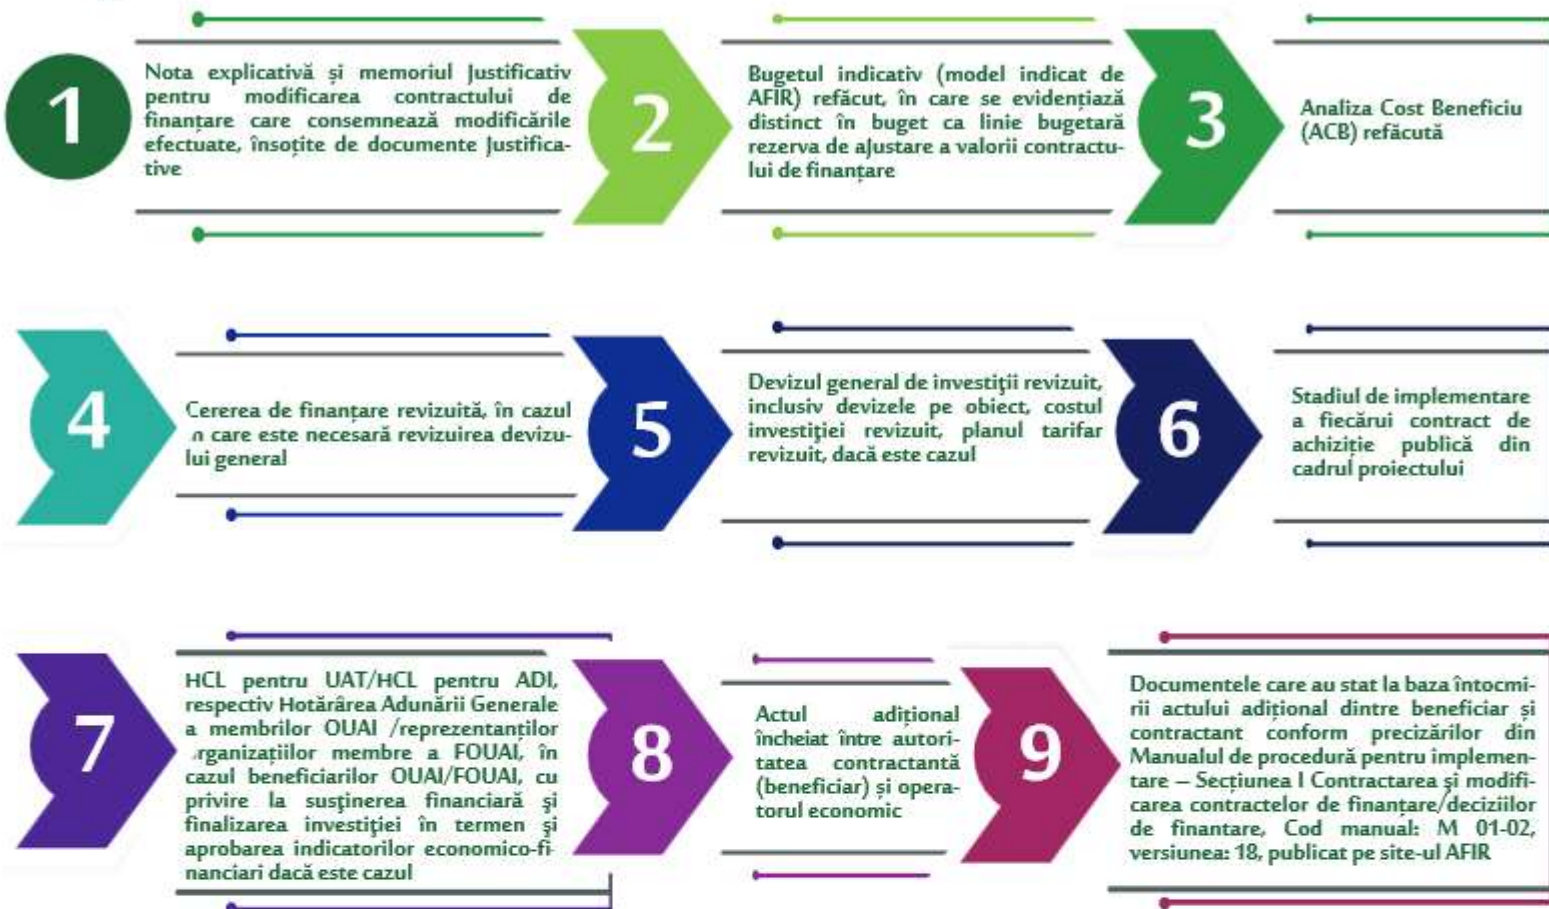 1
Nota explicativă și memoriul Justificativ
pentru modificarea contractului de
finanțare care consemnează modificările
efectuate, însoțite de documente Justifica-
tive
2
Bugetul indicativ (model indicat de
AFIR) refăcut, în care se evidențiază
distinct în buget ca linie bugetară
rezerva de aJustare a valorii contractu-
lui de finanțare
3
Analiza Cost Beneficiu
(ACB) refăcută
4
Cererea de finanțare revizuită, în cazul
n care este necesară revizuirea devizu-
lui general
5
Devizul general de investiţii revizuit,
inclusiv devizele pe obiect, costul
investiţiei revizuit, planul tarifar
revizuit, dacă este cazul
6
Stadiul de implementare
a fiecărui contract de
achiziție publică din
cadrul proiectului
7
HCL pentru UAT/HCL pentru ADI,
respectiv Hotărârea Adunării Generale
a membrilor OUAI /reprezentanților
rganizațiilor membre a FOUAI, în
cazul beneficiarilor OUAI/FOUAI, cu
privire la susţinerea financiară şi
finalizarea investiţiei în termen şi
aprobarea indicatorilor economico-fi-
nanciari dacă este cazul
8
Actul adițional
încheiat între autori-
tatea contractantă
(beneficiar) și opera-
torul economic
9
Documentele care au stat la baza întocmi-
rii actului adițional dintre beneficiar și
contractant conform precizărilor din
Manualul de procedură pentru implemen-
tare – Secțiunea I Contractarea şi modifi-
carea contractelor de finanţare/deciziilor
de finantare, Cod manual: M 01-02,
versiunea: 18, publicat pe site-ul AFIR